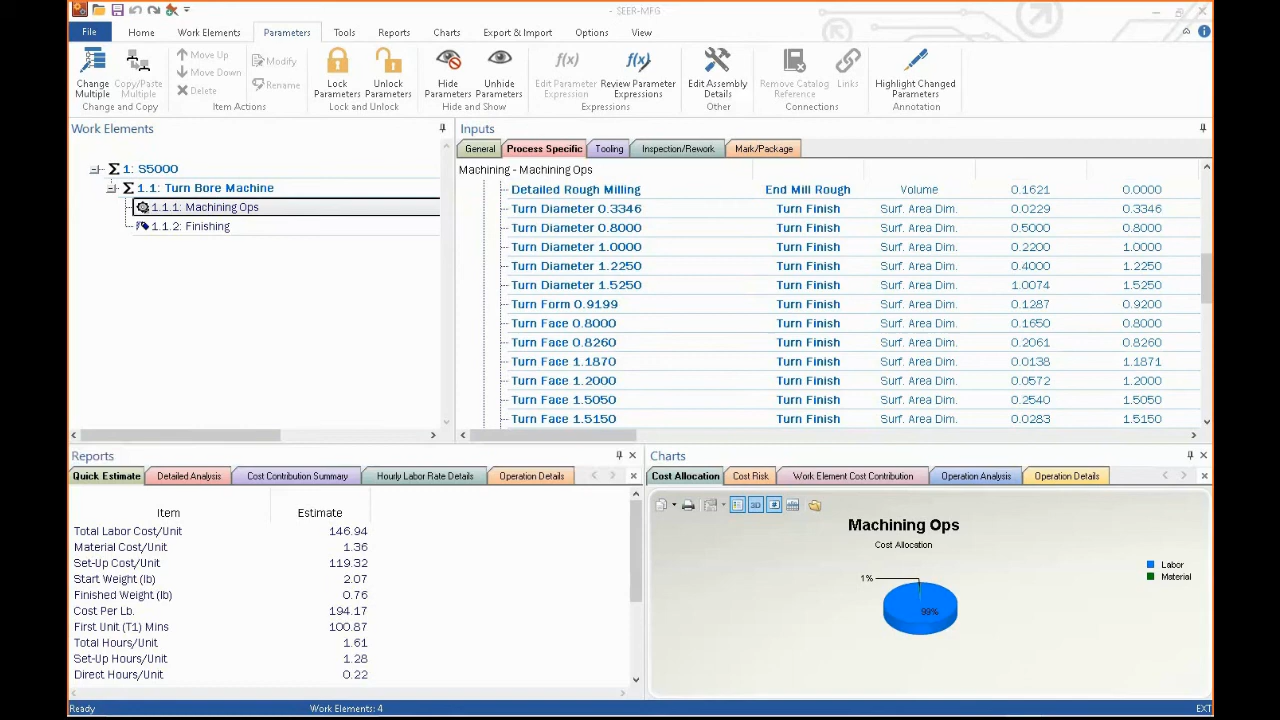 - SEER-MFG
File Home Work Elements Parameters Tools Reports Charts Export & Import Options View
Change Multiple
Copy/Paste Multiple
Change and Copy
Move Up
Move Down
Delete
Modify
Rename
Item Actions
Lock Parameters
Unlock Parameters
Lock and Unlock
Hide Parameters
Unhide Parameters
Hide and Show
f(x)
Edit Parameter Expression
f(x)
Review Parameter Expressions
Expressions
Edit Assembly Details
Other
Remove Catalog Reference
Links
Connections
Highlight Changed Parameters
Annotation
Work Elements
1: S5000
1.1: Turn Bore Machine
1.1.1: Machining Ops
1.1.2: Finishing
Inputs
General Process Specific Tooling Inspection/Rework Mark/Package
Machining - Machining Ops
Detailed Rough Milling End Mill Rough Volume 0.1621 0.0000
Turn Diameter 0.3346 Turn Finish Surf. Area Dim. 0.0229 0.3346
Turn Diameter 0.8000 Turn Finish Surf. Area Dim. 0.5000 0.8000
Turn Diameter 1.0000 Turn Finish Surf. Area Dim. 0.2200 1.0000
Turn Diameter 1.2250 Turn Finish Surf. Area Dim. 0.4000 1.2250
Turn Diameter 1.5250 Turn Finish Surf. Area Dim. 1.0074 1.5250
Turn Form 0.9199 Turn Finish Surf. Area Dim. 0.1287 0.9200
Turn Face 0.8000 Turn Finish Surf. Area Dim. 0.1650 0.8000
Turn Face 0.8260 Turn Finish Surf. Area Dim. 0.2061 0.8260
Turn Face 1.1870 Turn Finish Surf. Area Dim. 0.0138 1.1871
Turn Face 1.2000 Turn Finish Surf. Area Dim. 0.0572 1.2000
Turn Face 1.5050 Turn Finish Surf. Area Dim. 0.2540 1.5050
Turn Face 1.5150 Turn Finish Surf. Area Dim. 0.0283 1.5150
Reports
Quick Estimate Detailed Analysis Cost Contribution Summary Hourly Labor Rate Details Operation Details
Item Estimate
Total Labor Cost/Unit 146.94
Material Cost/Unit 1.36
Set-Up Cost/Unit 119.32
Start Weight (lb) 2.07
Finished Weight (lb) 0.76
Cost Per Lb. 194.17
First Unit (T1) Mins 100.87
Total Hours/Unit 1.61
Set-Up Hours/Unit 1.28
Direct Hours/Unit 0.22
Charts
Cost Allocation Cost Risk Work Element Cost Contribution Operation Analysis Operation Details
Machining Ops
Cost Allocation
Labor
Material
1%
99%
Ready Work Elements: 4 EXT